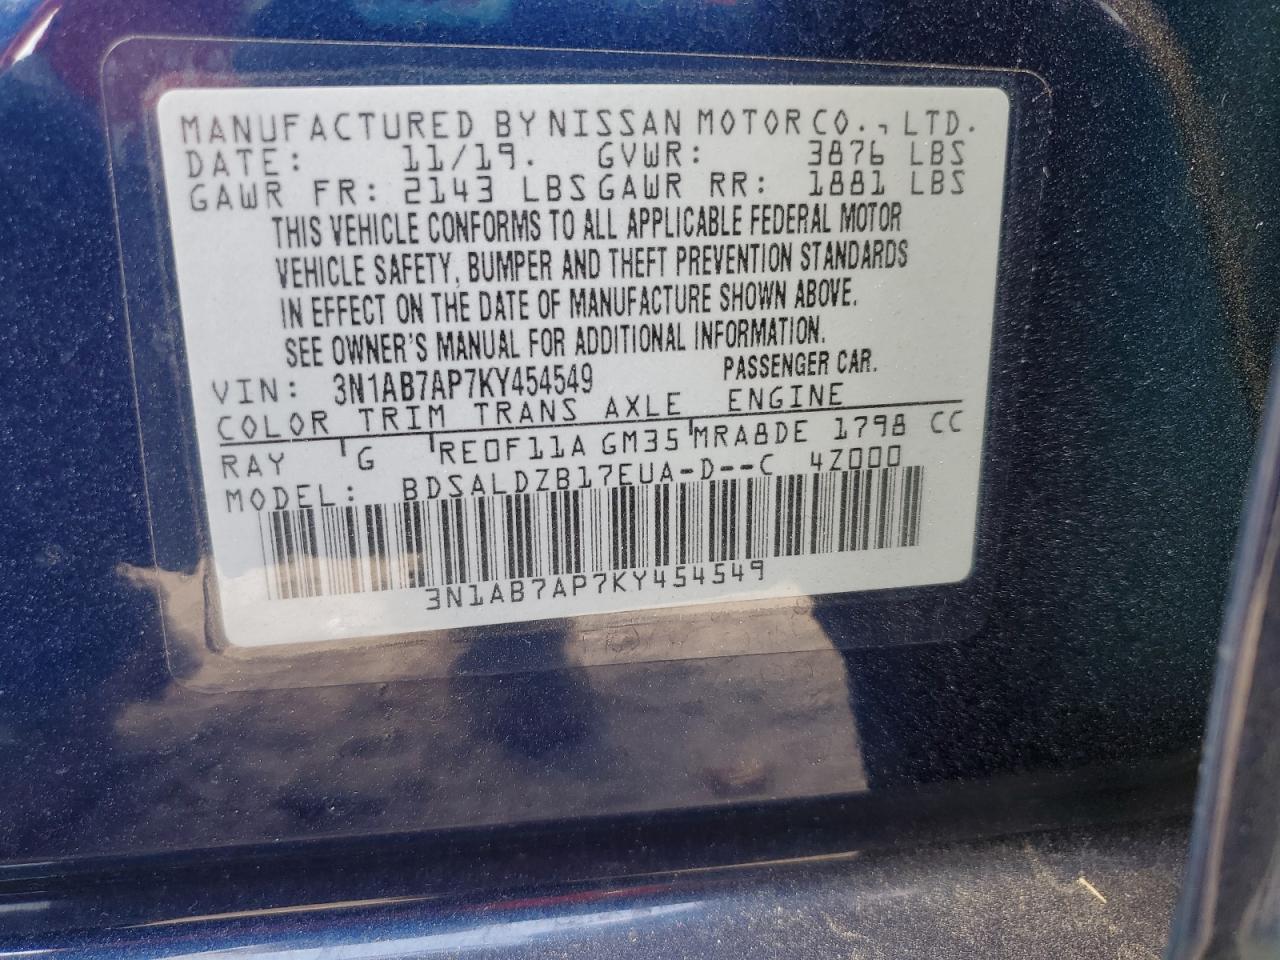 MANUFACTURED BY NISSAN MOTOR CO., LTD.
DATE: 11/19. GVWR: 3876 LBS
GAWR FR: 2143 LBS GAWR RR: 1881 LBS
THIS VEHICLE CONFORMS TO ALL APPLICABLE FEDERAL MOTOR
VEHICLE SAFETY, BUMPER AND THEFT PREVENTION STANDARDS
IN EFFECT ON THE DATE OF MANUFACTURE SHOWN ABOVE.
SEE OWNER'S MANUAL FOR ADDITIONAL INFORMATION.
VIN: 3N1AB7AP7KY454549 PASSENGER CAR.
COLOR TRIM TRANS AXLE ENGINE
RAY G RE0F11A GM35 MRA8DE 1798 CC
MODEL: BDSALDZB17EUA-D--C 4Z000
3N1AB7AP7KY454549